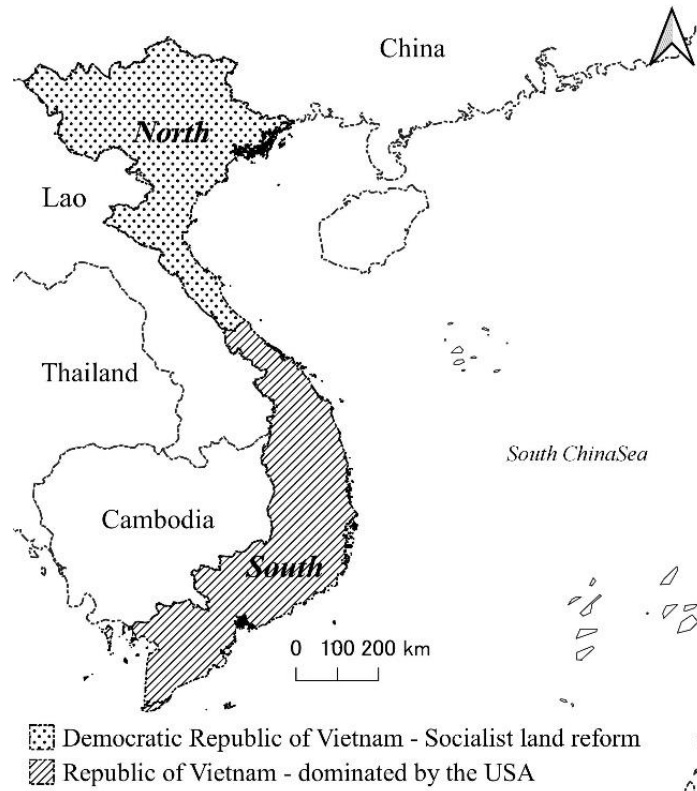 China
North
Lao
Thailand
South ChinaSea
Cambodia
South
0 100 200 km
Democratic Republic of Vietnam - Socialist land reform
Republic of Vietnam - dominated by the USA